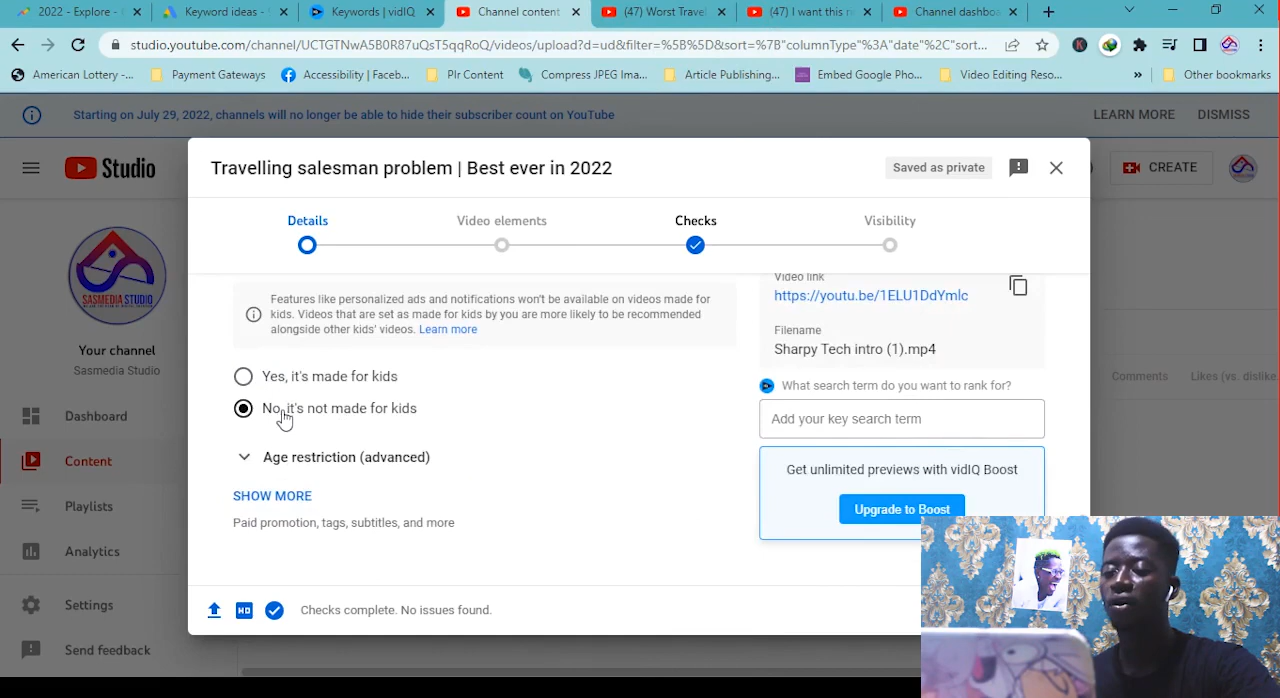 2022 - Explore -
Keyword ideas -
Keywords | vidIQ
Channel content
(47) Worst Travel
(47) I want this r
Channel dashbo
studio.youtube.com/channel/UCTGTNwA5B0R87uQsT5qqRoQ/videos/upload?d=ud&filter=%5B%5D&sort=%7B"columnType"%3A"date"%2C"sort...
American Lottery -...
Payment Gateways
Accessibility | Faceb...
Plr Content
Compress JPEG Ima...
Article Publishing...
Embed Google Pho...
Video Editing Reso...
»
Other bookmarks
Starting on July 29, 2022, channels will no longer be able to hide their subscriber count on YouTube
LEARN MORE
DISMISS
Studio
CREATE
Travelling salesman problem | Best ever in 2022
Saved as private
Details
Video elements
Checks
Visibility
SASMEDIA STUDIO
Your channel
Sasmedia Studio
Dashboard
Content
Playlists
Analytics
Settings
Send feedback
Features like personalized ads and notifications won't be available on videos made for
kids. Videos that are set as made for kids by you are more likely to be recommended
alongside other kids' videos. Learn more
Yes, it's made for kids
No, it's not made for kids
Age restriction (advanced)
SHOW MORE
Paid promotion, tags, subtitles, and more
Video link
https://youtu.be/1ELU1DdYmlc
Filename
Sharpy Tech intro (1).mp4
What search term do you want to rank for?
Add your key search term
Get unlimited previews with vidIQ Boost
Upgrade to Boost
Comments
Likes (vs. dislike
HD
Checks complete. No issues found.